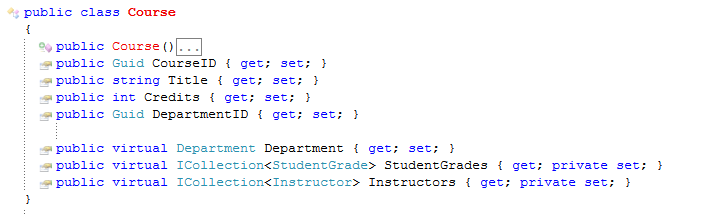 public class Course
{
public Course()...
public Guid CourseID { get; set; }
public string Title { get; set; }
public int Credits { get; set; }
public Guid DepartmentID { get; set; }
public virtual Department Department { get; set; }
public virtual ICollection<StudentGrade> StudentGrades { get; private set; }
public virtual ICollection<Instructor> Instructors { get; private set; }
}